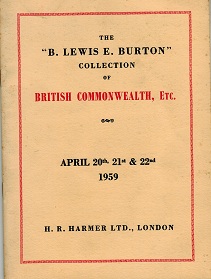 THE
"B. LEWIS E. BURTON"
COLLECTION
OF
BRITISH COMMONWEALTH, ETC.
APRIL 20th, 21st & 22nd
1959
H. R. HARMER LTD., LONDON